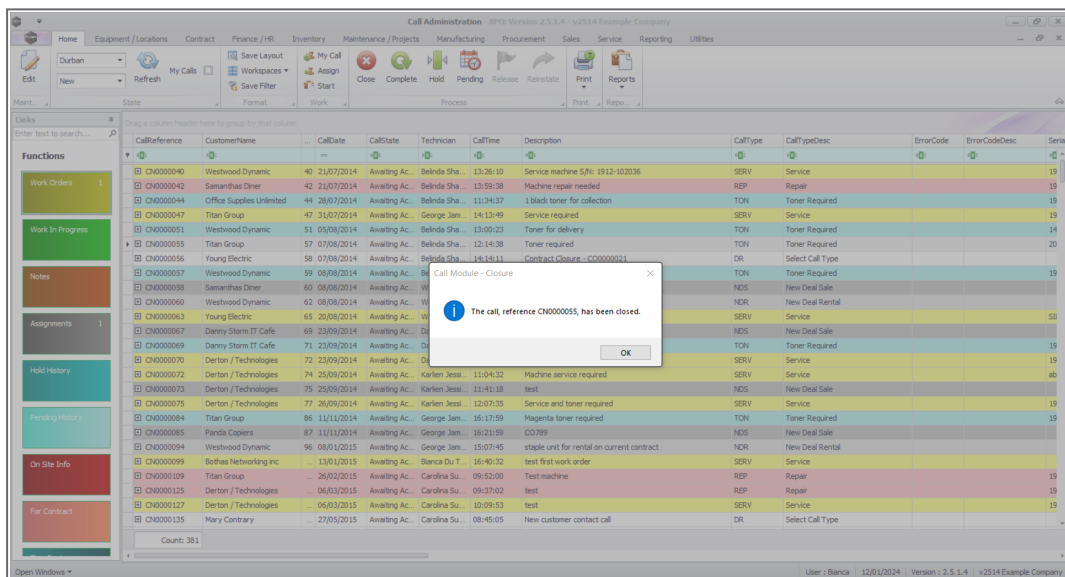 Call Administration - BPO: Version 2.5.1.4 - v2514 Example Company
Home Equipment / Locations Contract Finance / HR Inventory Maintenance / Projects Manufacturing Procurement Sales Service Reporting Utilities
Edit
Durban
New
Refresh
My Calls
Save Layout
Workspaces
Save Filter
My Call
Assign
Start
Close Complete Hold Pending Release Reinstate
Print
Reports
Maint... State Format Work Process Print Repo...
Links
Drag a column header here to group by that column
Enter text to search...
CallReference CustomerName ... CallDate CallState Technician CallTime Description CallType CallTypeDesc ErrorCode ErrorCodeDesc Seria
Functions
Work Orders 1
Work In Progress
Notes
Assignments 1
Hold History
Pending History
On Site Info
For Contract
CN0000040 Westwood Dynamic 40 21/07/2014 Awaiting Ac... Belinda Sha... 13:26:10 Service machine S/N: 1912-102036 SERV Service 19
CN0000042 Samanthas Diner 42 21/07/2014 Awaiting Ac... Belinda Sha... 13:59:38 Machine repair needed REP Repair 19
CN0000044 Office Supplies Unlimited 44 28/07/2014 Awaiting Ac... Belinda Sha... 11:34:37 1 black toner for collection TON Toner Required 19
CN0000047 Titan Group 47 31/07/2014 Awaiting Ac... George Jam... 14:13:49 Service required SERV Service 19
CN0000051 Westwood Dynamic 51 05/08/2014 Awaiting Ac... Belinda Sha... 13:00:23 Toner for delivery TON Toner Required 14
CN0000055 Titan Group 57 07/08/2014 Awaiting Ac... Belinda Sha... 12:14:38 Toner required TON Toner Required 20
CN0000056 Young Electric 58 07/08/2014 Awaiting Ac... Belinda Sha... 14:14:11 Contract Closure - CO0000021 DR Select Call Type
CN0000057 Westwood Dynamic 59 08/08/2014 Awaiting Ac... Be TON Toner Required 19
CN0000058 Samanthas Diner 60 08/08/2014 Awaiting Ac... W NDS New Deal Sale
CN0000060 Westwood Dynamic 62 08/08/2014 Awaiting Ac... W NDR New Deal Rental
CN0000063 Young Electric 65 20/08/2014 Awaiting Ac... W SERV Service
CN0000067 Danny Storm IT Cafe 69 23/09/2014 Awaiting Ac... Da NDS New Deal Sale
CN0000069 Danny Storm IT Cafe 71 23/09/2014 Awaiting Ac... Da TON Toner Required 19
CN0000070 Derton / Technologies 72 23/09/2014 Awaiting Ac... Da SERV Service 19
CN0000072 Derton / Technologies 74 25/09/2014 Awaiting Ac... Karlien Jessi... 11:04:32 Machine service required SERV Service ab
CN0000073 Derton / Technologies 75 25/09/2014 Awaiting Ac... Karlien Jessi... 11:41:18 test NDS New Deal Sale
CN0000075 Derton / Technologies 77 26/09/2014 Awaiting Ac... Karlien Jessi... 12:07:35 Service and toner required SERV Service 19
CN0000084 Titan Group 86 11/11/2014 Awaiting Ac... George Jam... 16:17:59 Magenta toner required TON Toner Required 19
CN0000085 Panda Copiers 87 11/11/2014 Awaiting Ac... George Jam... 16:21:59 CO789 NDS New Deal Sale
CN0000094 Westwood Dynamic 96 08/01/2015 Awaiting Ac... George Jam... 15:07:45 staple unit for rental on current contract NDR New Deal Rental
CN0000099 Bothas Networking inc ... 13/01/2015 Awaiting Ac... Bianca Du T... 16:40:32 test first work order SERV Service
CN0000109 Titan Group ... 26/02/2015 Awaiting Ac... Carolina Su... 09:52:00 Test machine REP Repair 19
CN0000125 Derton / Technologies ... 06/03/2015 Awaiting Ac... Carolina Su... 09:37:02 test REP Repair 19
CN0000127 Derton / Technologies ... 06/03/2015 Awaiting Ac... Carolina Su... 10:09:53 test SERV Service 19
CN0000135 Mary Contrary ... 27/05/2015 Awaiting Ac... Carolina Su... 08:45:05 New customer contact call DR Select Call Type
Call Module - Closure
The call, reference CN0000055, has been closed.
OK
Count: 381
Open Windows User : Bianca 12/01/2024 Version : 2.5.1.4 v2514 Example Company